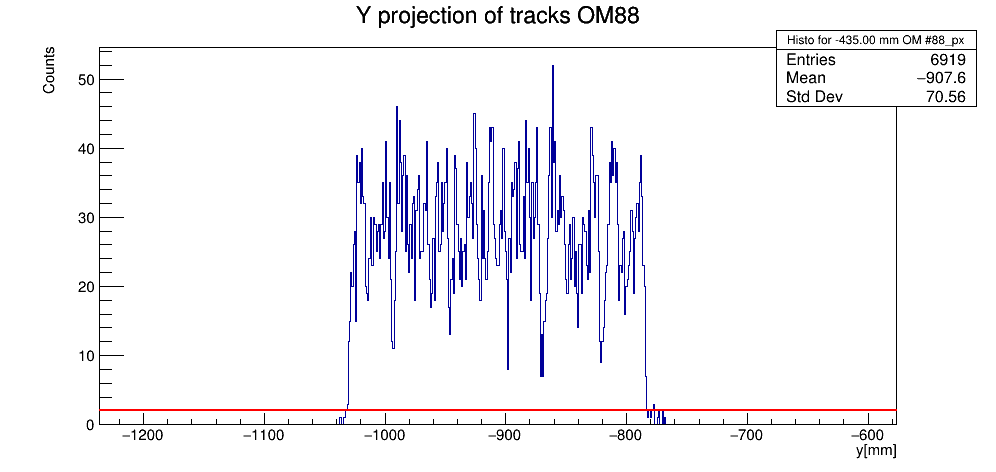 Y projection of tracks OM88
Histo for -435.00 mm OM #88_px
Entries 6919
Mean −907.6
Std Dev 70.56
Counts
50
40
30
20
10
0
−1200 −1100 −1000 −900 −800 −700 −600
y[mm]